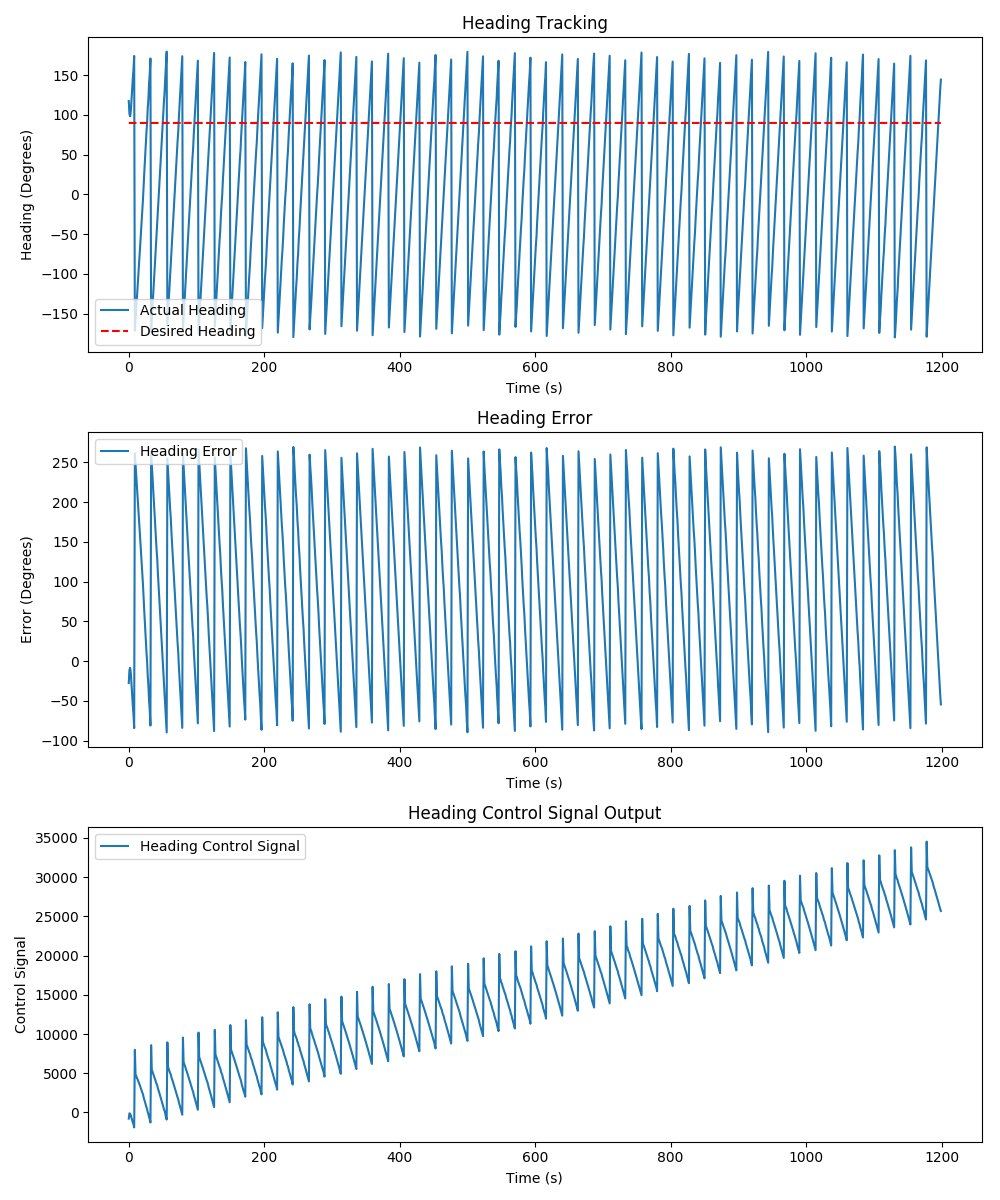 Heading Tracking
150
100
50
0
−50
−100
−150
Heading (Degrees)
Actual Heading
Desired Heading
0 200 400 600 800 1000 1200
Time (s)
Heading Error
250
200
150
100
50
0
−50
−100
Error (Degrees)
Heading Error
0 200 400 600 800 1000 1200
Time (s)
Heading Control Signal Output
35000
30000
25000
20000
15000
10000
5000
0
Control Signal
Heading Control Signal
0 200 400 600 800 1000 1200
Time (s)